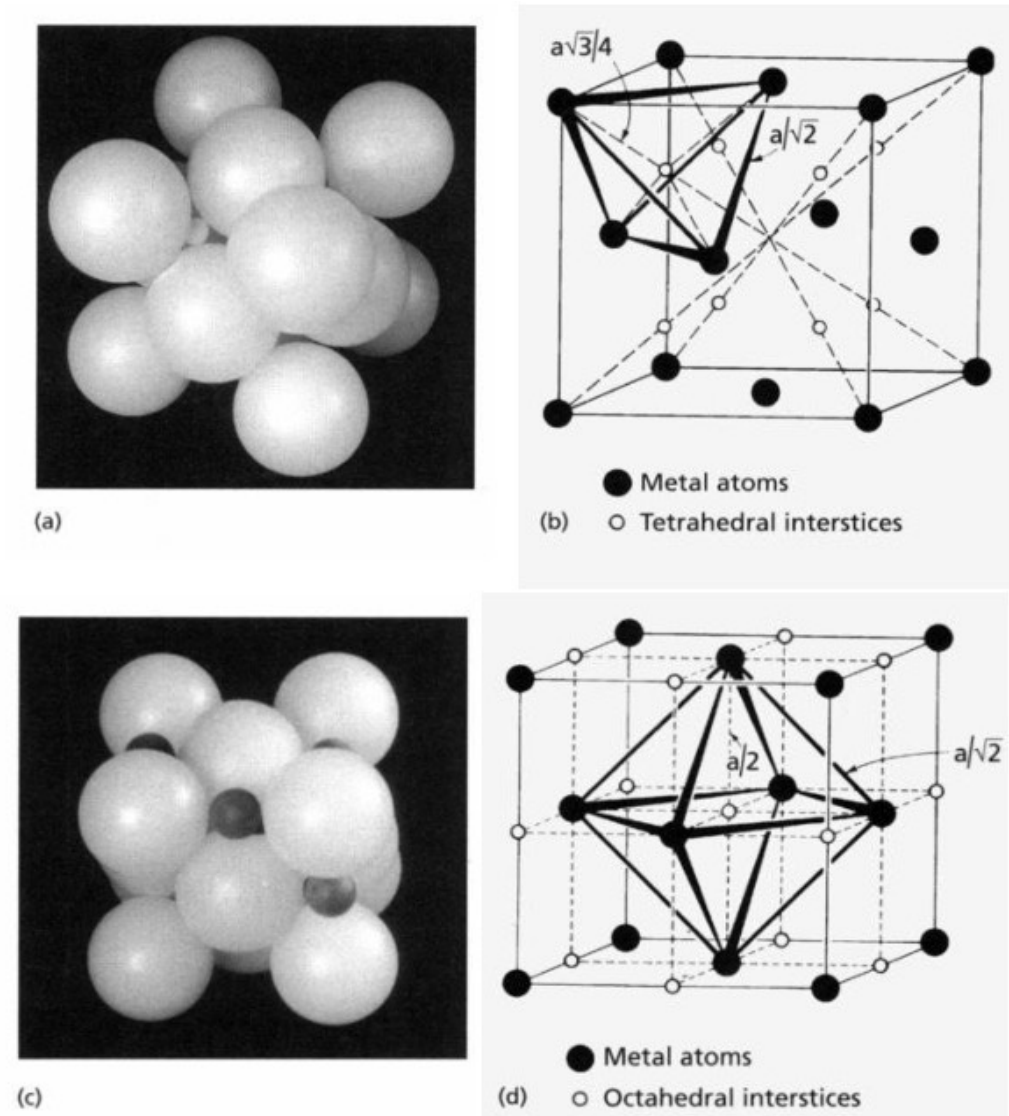 a√3/4
a/√2
Metal atoms
(a)
(b) Tetrahedral interstices
a/2
a/√2
Metal atoms
(c)
(d) Octahedral interstices